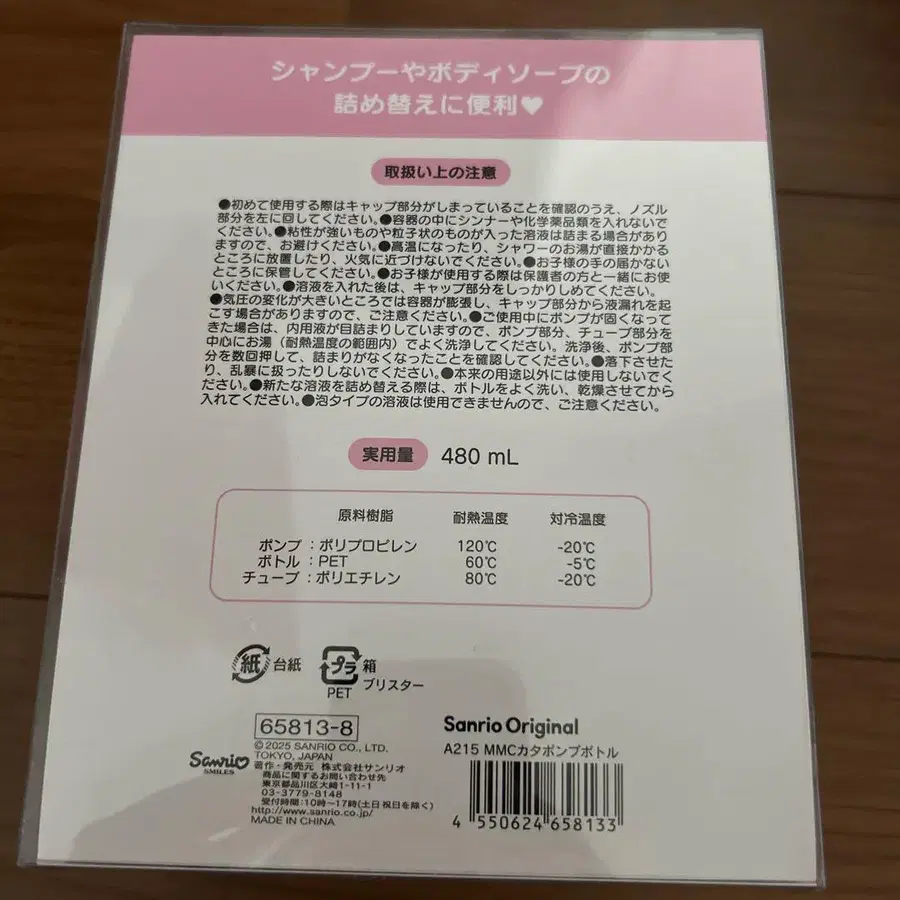 シャンプーやボディソープの
詰め替えに便利♥
取扱い上の注意
●初めて使用する際はキャップ部分がしまっていることを確認のうえ、ノズル
部分を左に回してください。●容器の中にシンナーや化学薬品類を入れないで
ください。●粘性が強いものや粒子状のものが入った溶液は詰まる場合があり
ますので、お避けください。●高温になったり、シャワーのお湯が直接かかる
ところに放置したり、火気に近づけないでください。●お子様の手の届かない
ところに保管してください。●お子様が使用する際は保護者の方と一緒にお使
いください。●溶液を入れた後は、キャップ部分をしっかりしめてください。
●気圧の変化が大きいところでは容器が膨張し、キャップ部分から液漏れを起
こす場合がありますので、ご注意ください。●ご使用中にポンプが固くなって
きた場合は、内用液が目詰まりしていますので、ポンプ部分、チューブ部分を
中心にお湯（耐熱温度の範囲内）でよく洗浄してください。洗浄後、ポンプ部
分を数回押して、詰まりがなくなったことを確認してください。●落下させた
り、乱暴に扱ったりしないでください。●本来の用途以外には使用しないでく
ださい。●新たな溶液を詰め替える際は、ボトルをよく洗い、乾燥させてから
入れてください。●泡タイプの溶液は使用できませんので、ご注意ください。
実用量 480 mL
原料樹脂 耐熱温度 対冷温度
ポンプ：ポリプロピレン 120℃ -20℃
ボトル：PET 60℃ -5℃
チューブ：ポリエチレン 80℃ -20℃
紙 台紙
プラ 箱
PET ブリスター
65813-8
© 2025 SANRIO CO., LTD.
TOKYO, JAPAN
著作・発売元 株式会社サンリオ
商品に関するお問い合わせ先
東京都品川区大崎1-11-1
03-3779-8148
受付時間：10時～17時(土日祝日を除く)
http://www.sanrio.co.jp/
MADE IN CHINA
Sanrio
SMILES
Sanrio Original
A215 MMCカタポンプボトル
4 550624 658133